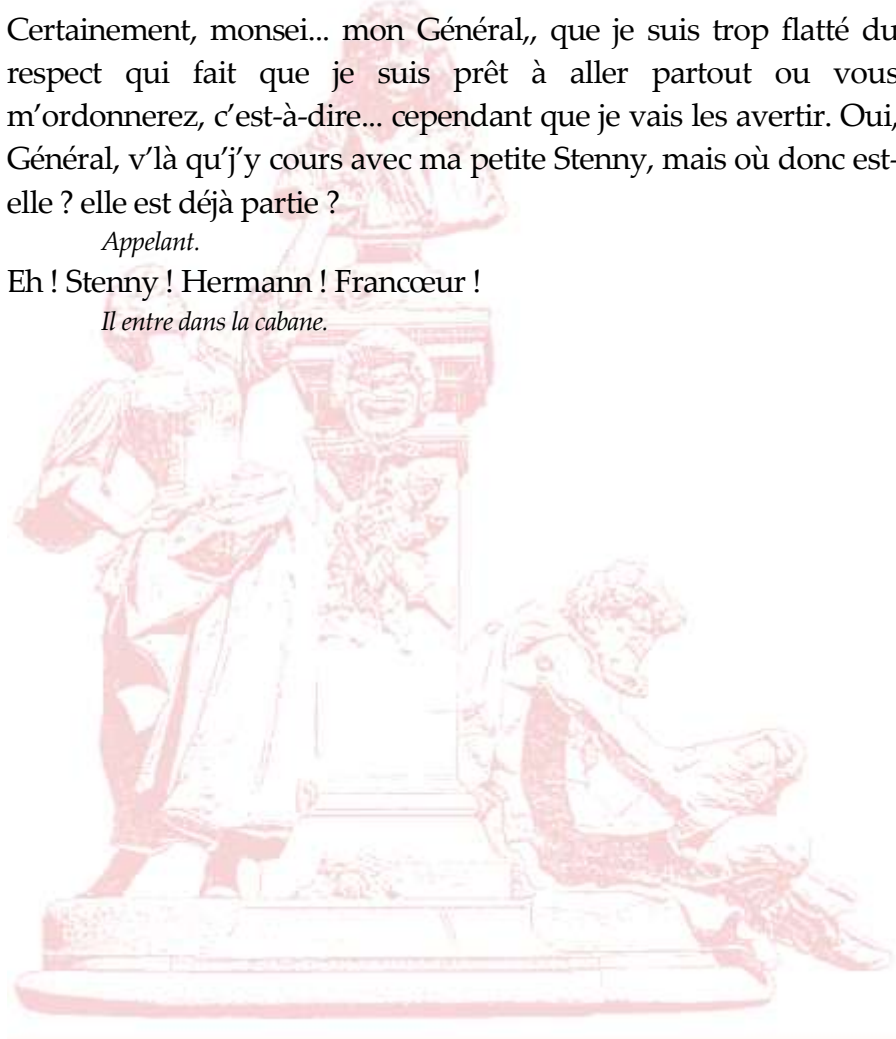 Certainement, monsei... mon Général,, que je suis trop flatté du
respect qui fait que je suis prêt à aller partout ou vous
m’ordonnerez, c’est-à-dire... cependant que je vais les avertir. Oui,
Général, v’là qu’j’y cours avec ma petite Stenny, mais où donc est-
elle ? elle est déjà partie ?
Appelant.
Eh ! Stenny ! Hermann ! Francœur !
Il entre dans la cabane.